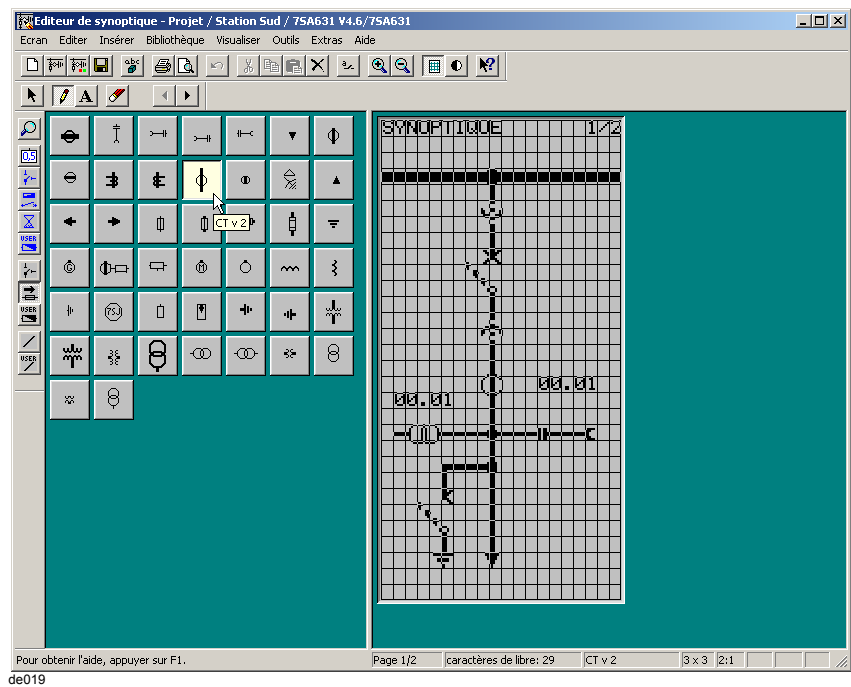 Editeur de synoptique - Projet / Station Sud / 7SA631 V4.6/7SA631
Ecran Editer Insérer Bibliothèque Visualiser Outils Extras Aide
abc
A
0,5
USER
USER
USER
SYNOPTIQUE 1/2
CT v 2
G
M
7SJ
00.01
00.01
Pour obtenir l'aide, appuyer sur F1.
Page 1/2 caractères de libre: 29 CT v 2 3 x 3 2:1
de019